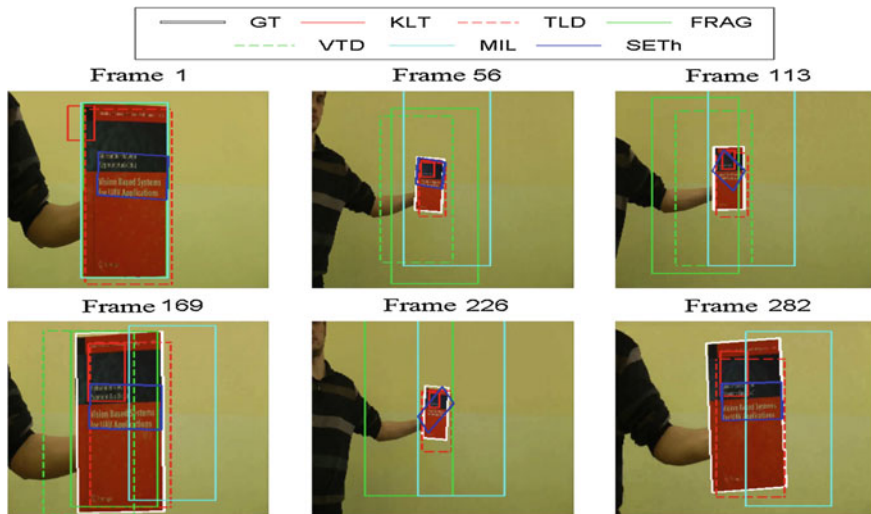 GT KLT TLD FRAG
VTD MIL SETh
Frame 1
Frame 56
Frame 113
Vision Based Systems
for UAV Applications
Frame 169
Frame 226
Frame 282
Vision Based Systems
for UAV Applications
Vision Based Systems
for UAV Applications